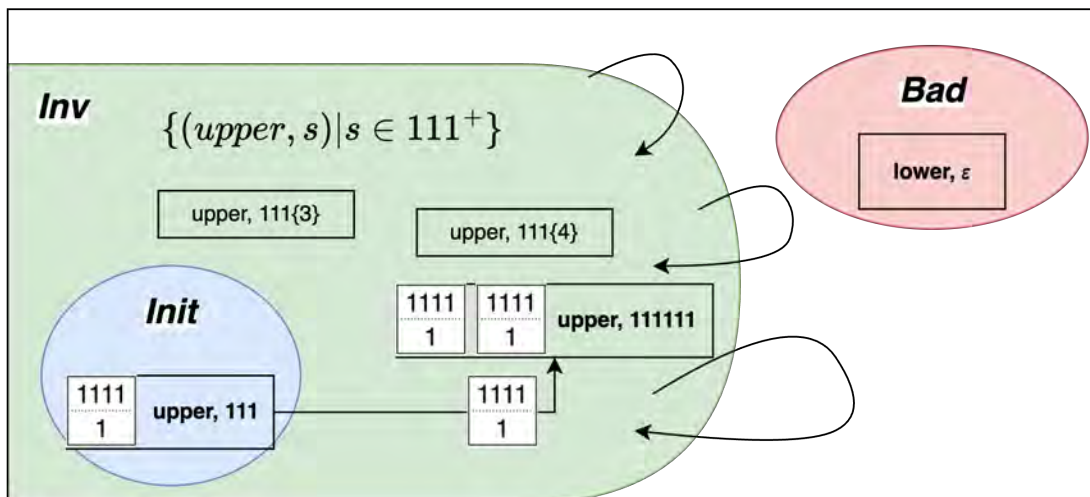 Inv
{(upper, s)|s ∈ 111⁺}
Bad
lower, ε
upper, 111{3}
upper, 111{4}
1111
1
1111
1
upper, 111111
Init
1111
1
upper, 111
1111
1